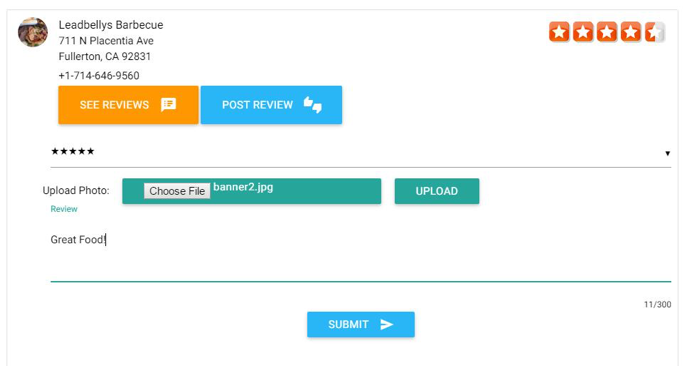 Leadbellys Barbecue
711 N Placentia Ave
Fullerton, CA 92831
+1-714-646-9560
SEE REVIEWS POST REVIEW
★★★★★ ▼
Upload Photo: Choose File banner2.jpg UPLOAD
Review
Great Food!
11/300
SUBMIT